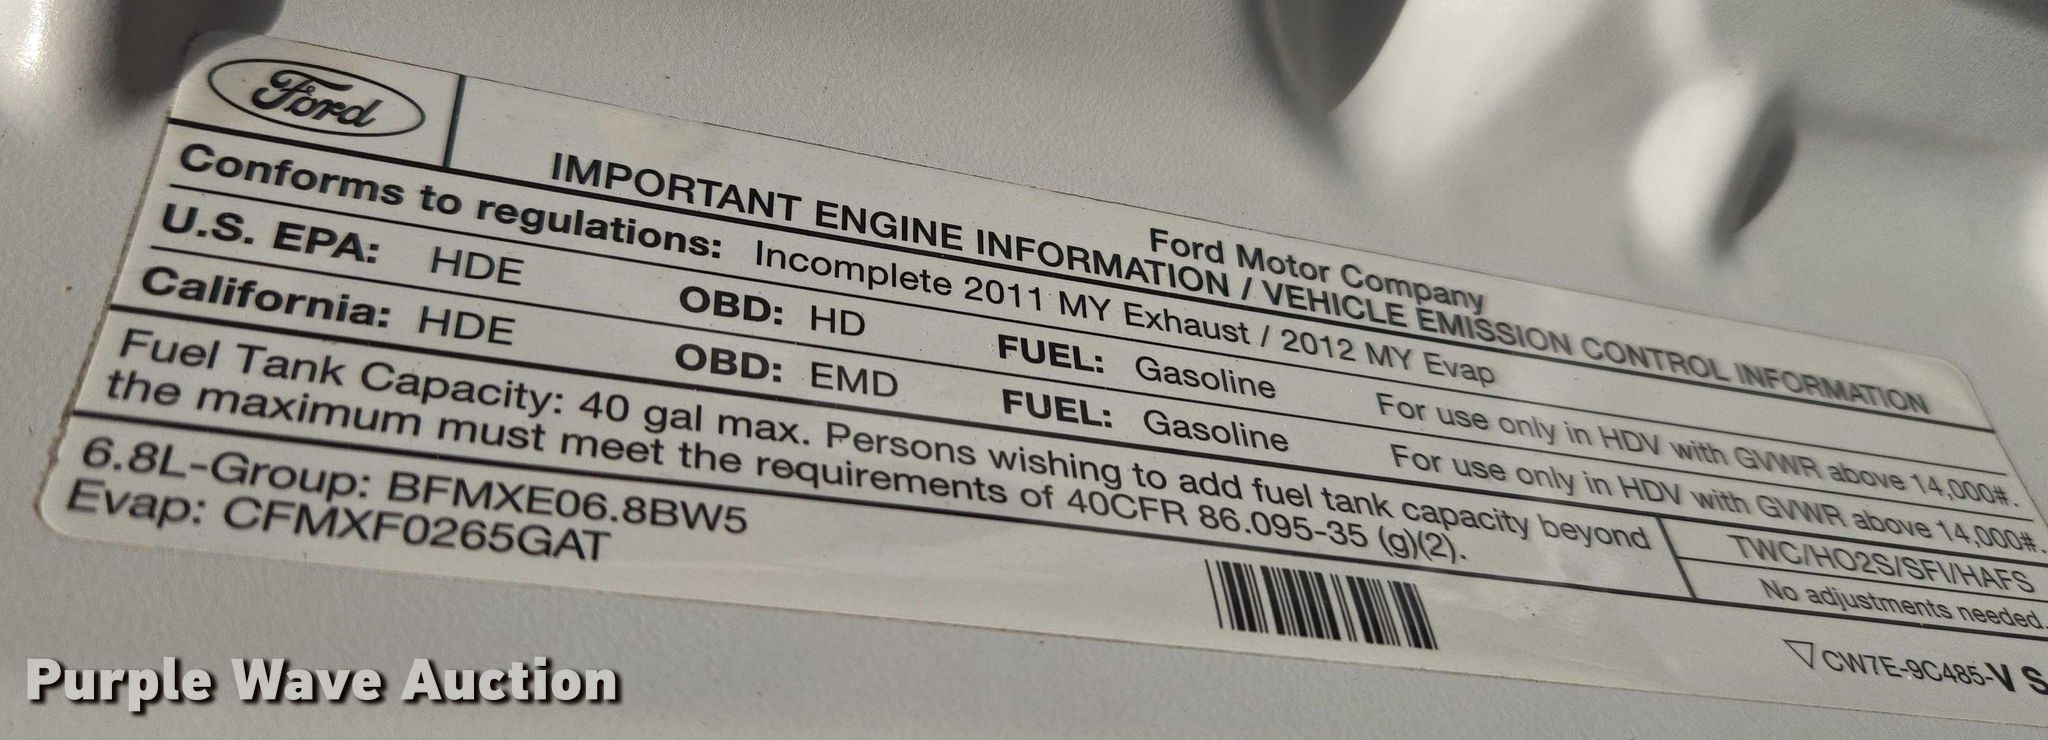 Ford
Ford Motor Company
IMPORTANT ENGINE INFORMATION / VEHICLE EMISSION CONTROL INFORMATION
Conforms to regulations: Incomplete 2011 MY Exhaust / 2012 MY Evap
U.S. EPA: HDE OBD: HD FUEL: Gasoline For use only in HDV with GVWR above 14,000#.
California: HDE OBD: EMD FUEL: Gasoline For use only in HDV with GVWR above 14,000#.
Fuel Tank Capacity: 40 gal max. Persons wishing to add fuel tank capacity beyond
the maximum must meet the requirements of 40CFR 86.095-35 (g)(2).
TWC/HO2S/SFI/HAFS
No adjustments needed.
6.8L-Group: BFMXE06.8BW5
Evap: CFMXF0265GAT
CW7E-9C485-V S
Purple Wave Auction